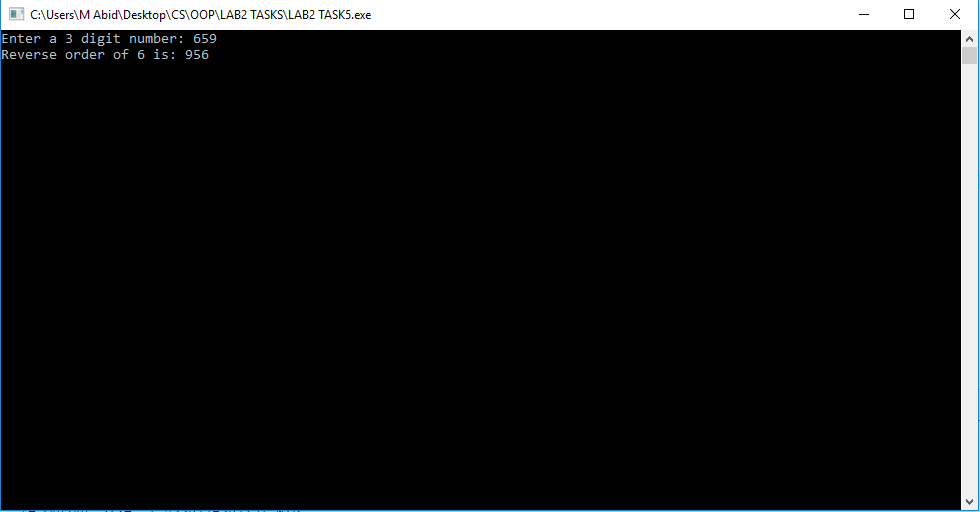 C:\Users\M Abid\Desktop\CS\OOP\LAB2 TASKS\LAB2 TASK5.exe
Enter a 3 digit number: 659
Reverse order of 6 is: 956